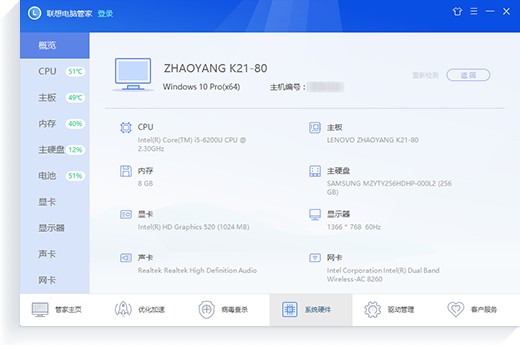 联想电脑管家 登录
概览
CPU 51℃
主板 49℃
内存 40%
主硬盘 12%
电池 51%
显卡
显示器
声卡
网卡
ZHAOYANG K21-80
Windows 10 Pro(x64) 主机编号：
重新检测 返 回
CPU
Intel(R) Core(TM) i5-6200U CPU @
2.30GHz
主板
LENOVO ZHAOYANG K21-80
内存
8 GB
主硬盘
SAMSUNG MZYTY256HDHP-000L2 (256
GB)
显卡
Intel(R) HD Graphics 520 (1024 MB)
显示器
1366 * 768 60Hz
声卡
Realtek Realtek High Definition Audio
网卡
Intel Corporation Intel(R) Dual Band
Wireless-AC 8260
管家主页 优化加速 病毒查杀 系统硬件 驱动管理 客户服务